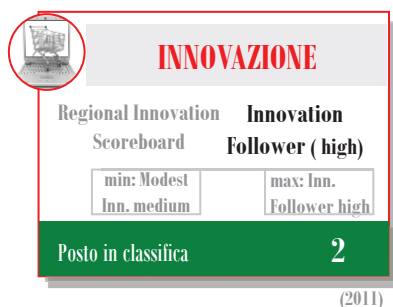 INNOVAZIONE
Regional Innovation Scoreboard
Innovation Follower ( high)
min: Modest Inn. medium
max: Inn. Follower high
Posto in classifica 2
(2011)